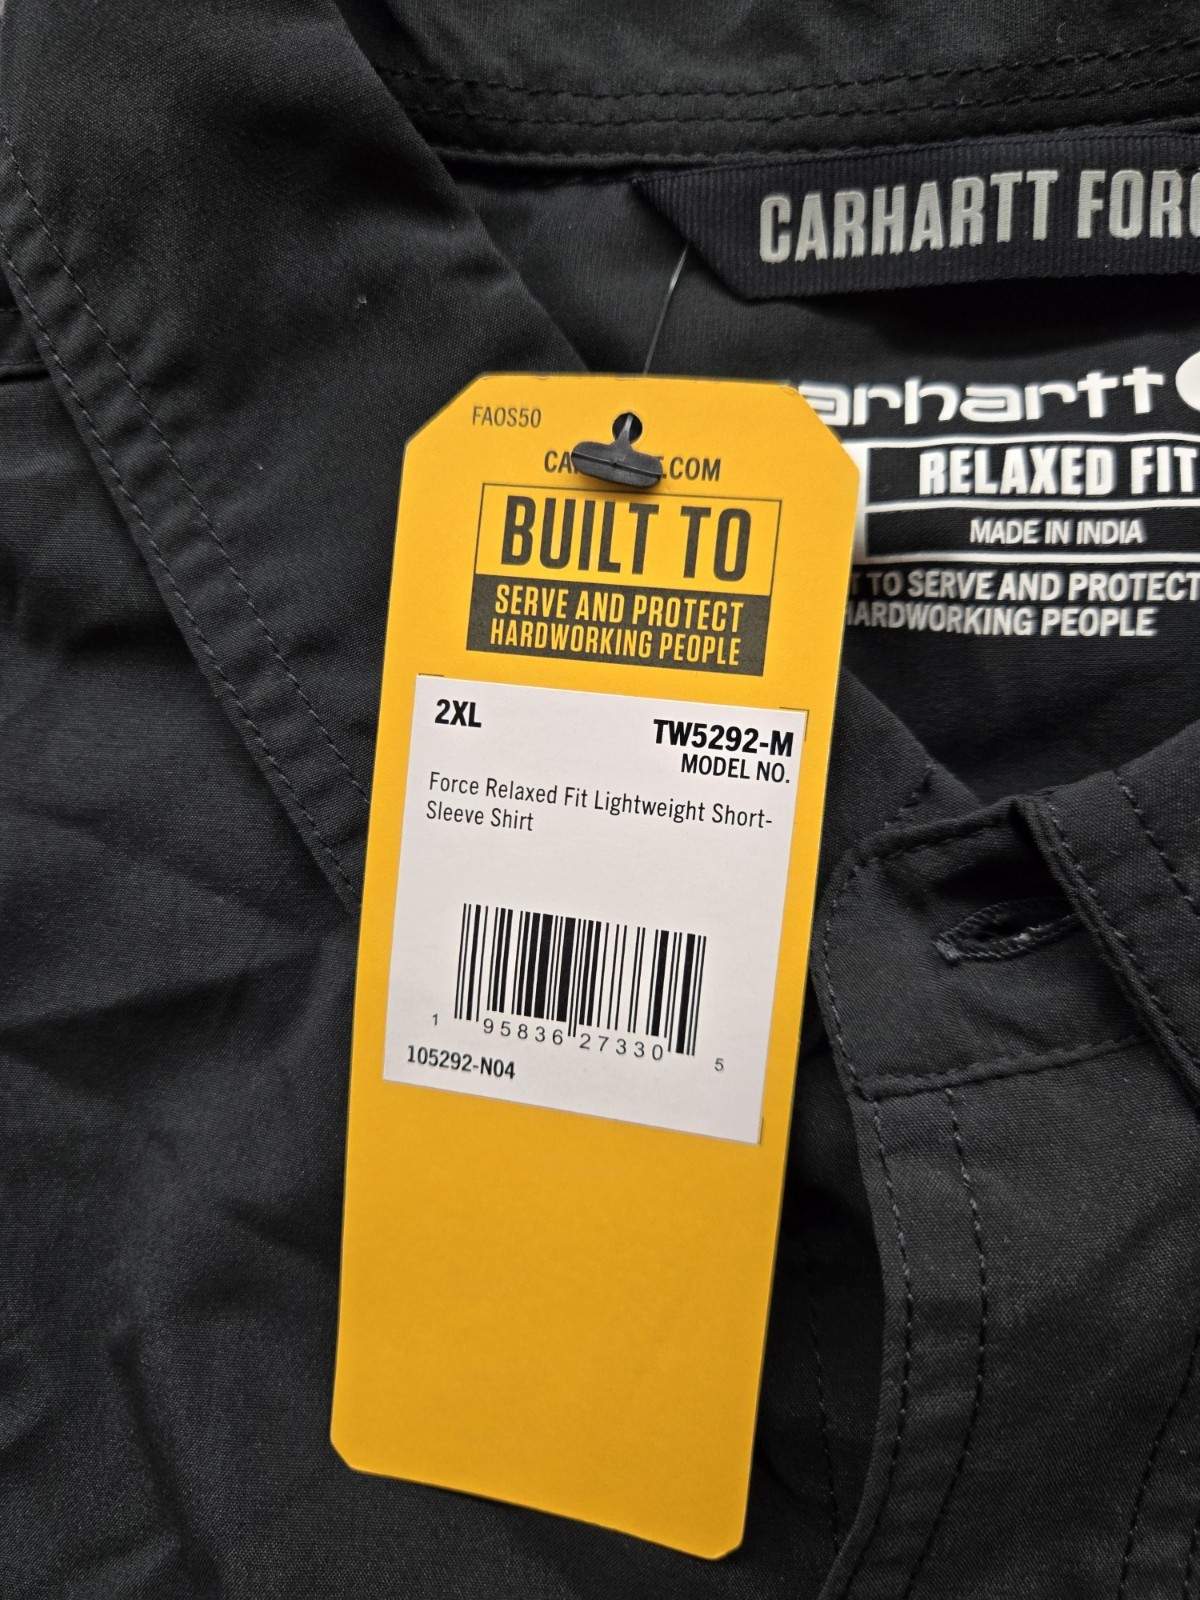 CARHARTT FORC
arhartt
RELAXED FIT
MADE IN INDIA
TO SERVE AND PROTECT
HARDWORKING PEOPLE
FAOS50
CA .COM
BUILT TO
SERVE AND PROTECT
HARDWORKING PEOPLE
2XL
TW5292-M
MODEL NO.
Force Relaxed Fit Lightweight Short-
Sleeve Shirt
1 95836 27330 5
105292-N04